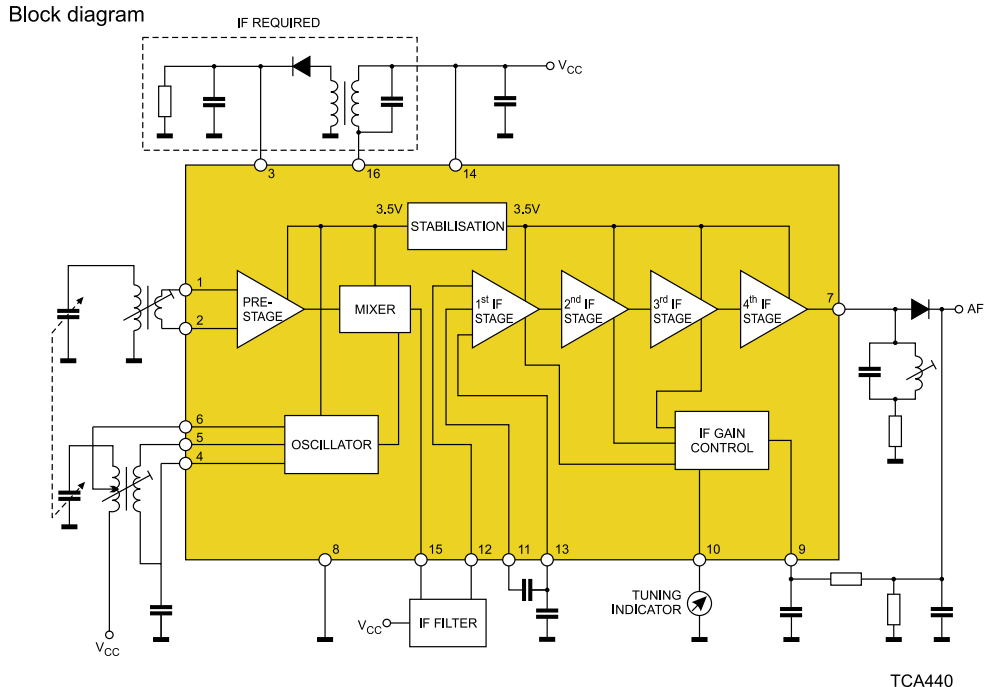 Block diagram
IF REQUIRED
VCC
3
16
14
3.5V
STABILISATION
3.5V
1
2
PRE-
STAGE
MIXER
1st IF
STAGE
2nd IF
STAGE
3rd IF
STAGE
4th IF
STAGE
7
AF
6
5
4
OSCILLATOR
IF GAIN
CONTROL
8
15
12
11
13
10
9
TUNING
INDICATOR
VCC
IF FILTER
VCC
TCA440